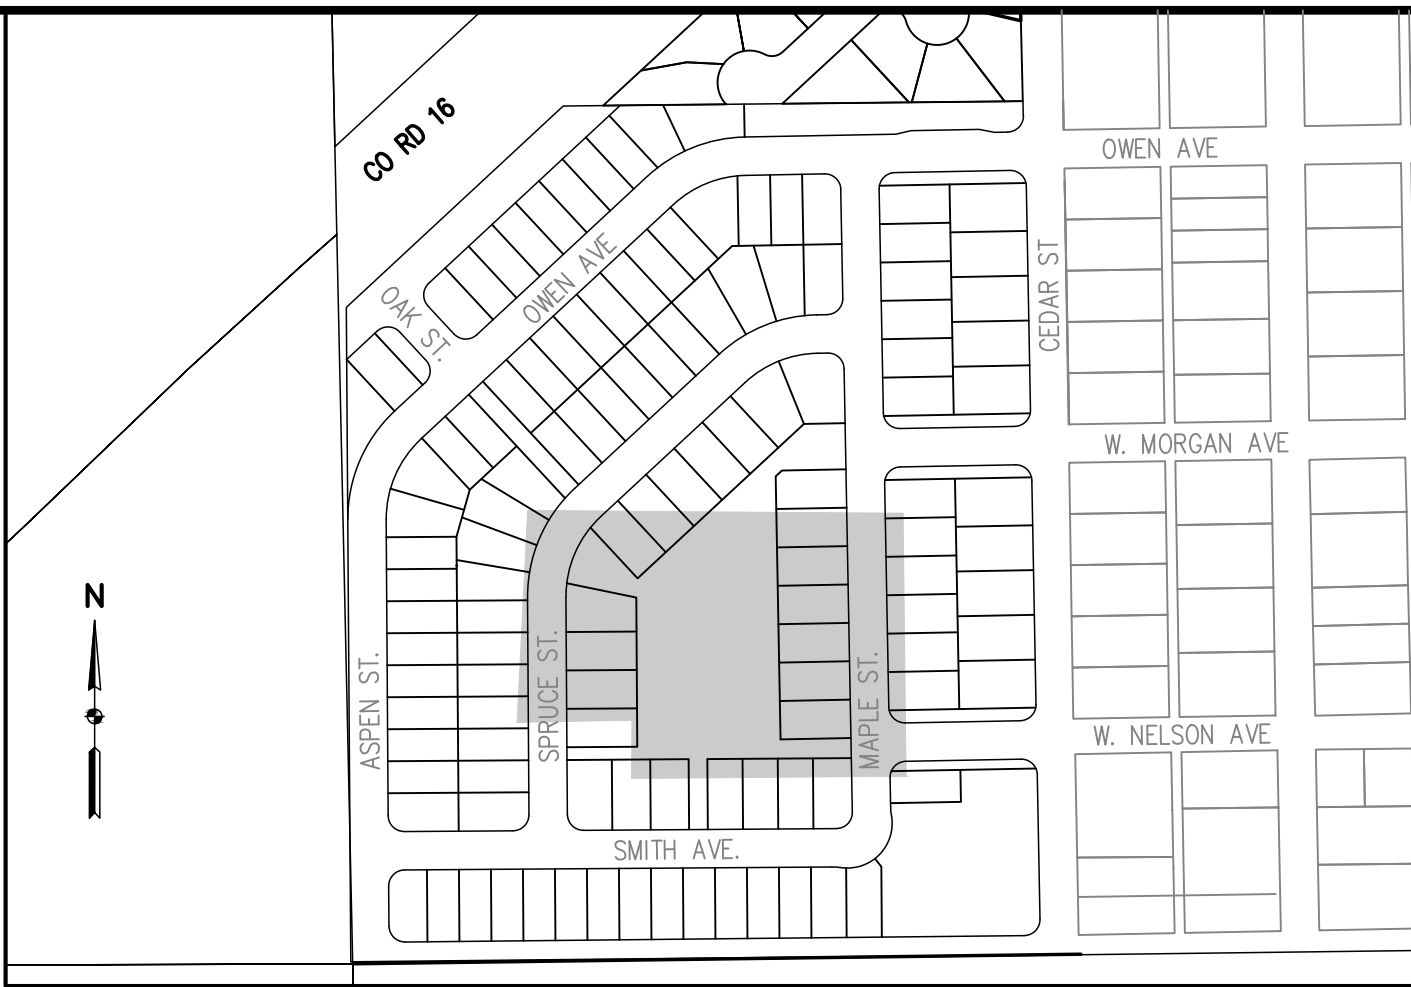 CO RD 16
OWEN AVE
OWEN AVE
OAK ST.
CEDAR ST
W. MORGAN AVE
N
ASPEN ST.
SPRUCE ST.
MAPLE ST.
W. NELSON AVE
SMITH AVE.